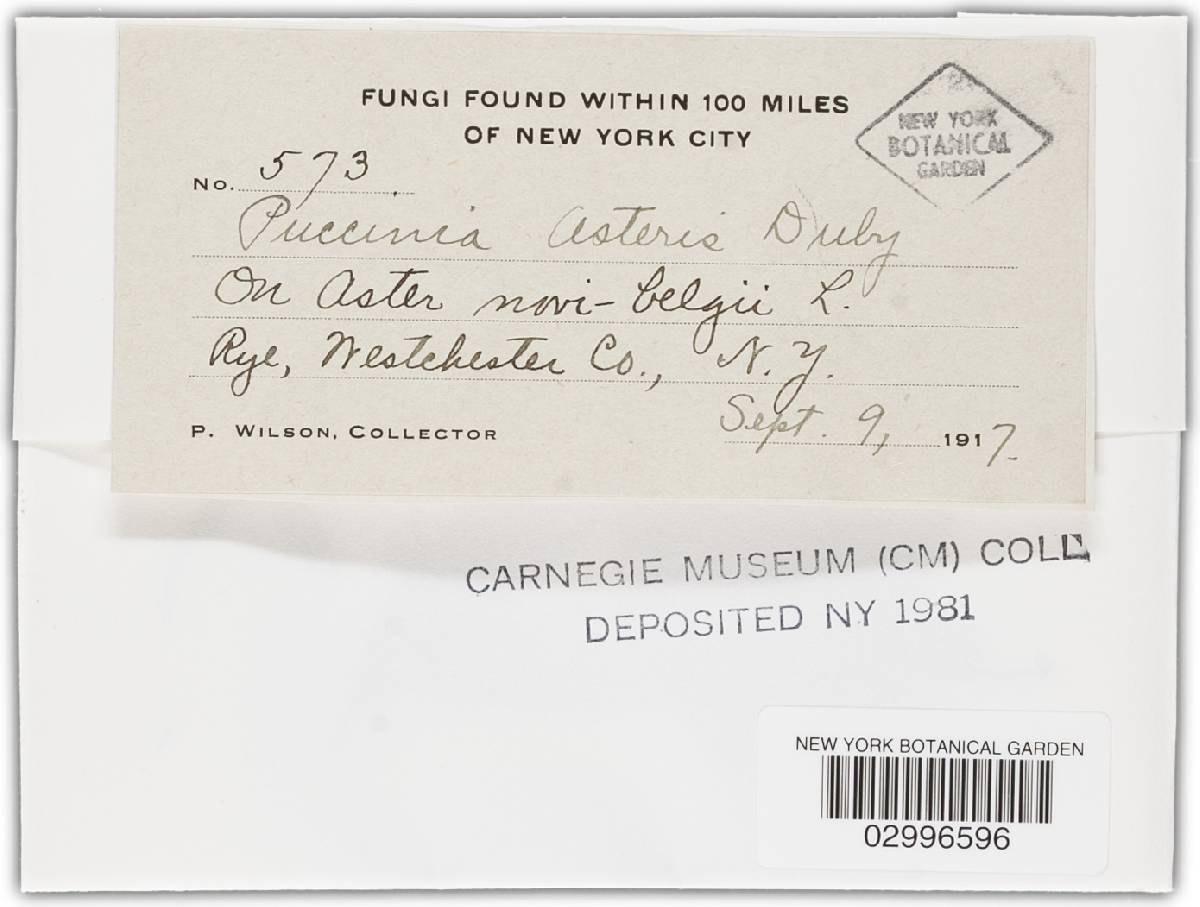 FUNGI FOUND WITHIN 100 MILES
OF NEW YORK CITY
NEW YORK
BOTANICAL
GARDEN
No. 573
Puccinia Asteris Duby
On Aster novi-belgii L.
Rye, Westchester Co., N. Y.
P. WILSON, COLLECTOR
Sept. 9, 1917.
CARNEGIE MUSEUM (CM) COLL
DEPOSITED NY 1981
NEW YORK BOTANICAL GARDEN
02996596